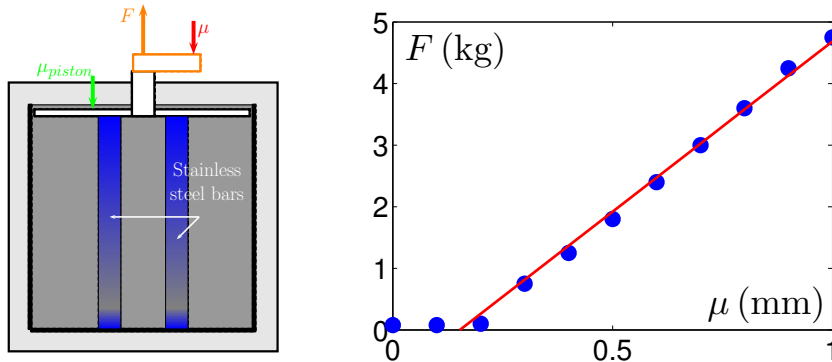 F
μ
μpiston
Stainless
steel bars
F (kg)
5
4
3
2
1
0
0
0.5
1
μ (mm)